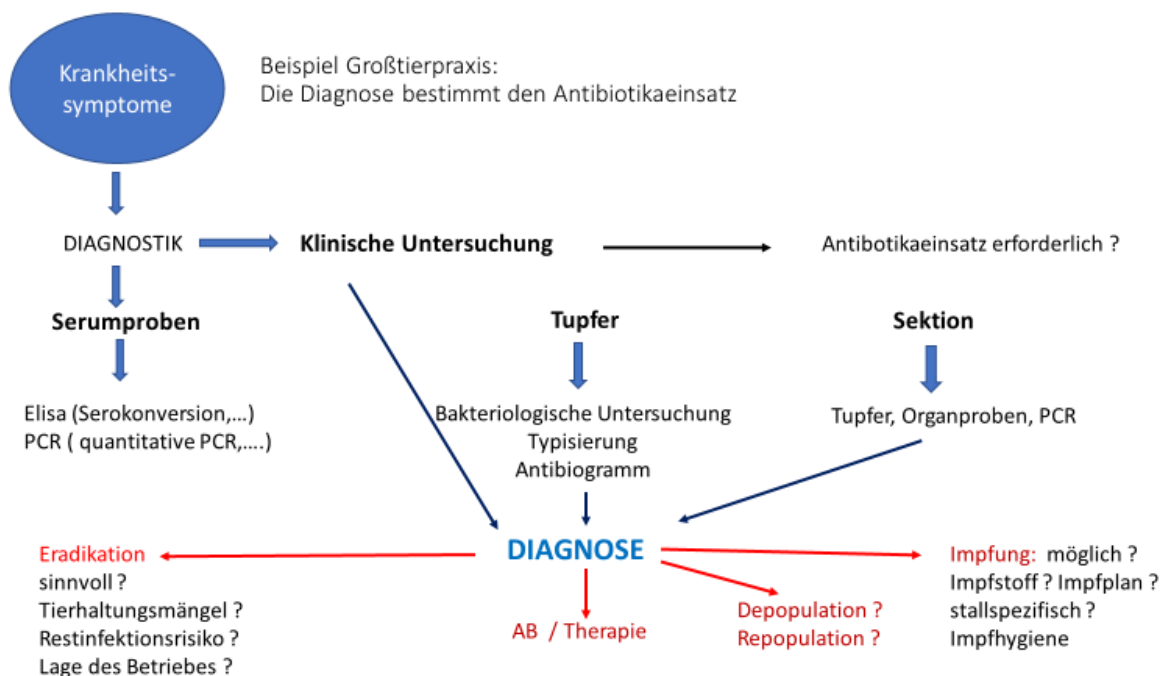 Krankheits-
symptome
Beispiel Großtierpraxis:
Die Diagnose bestimmt den Antibiotikaeinsatz
DIAGNOSTIK
Klinische Untersuchung
Antibotikaeinsatz erforderlich ?
Serumproben
Tupfer
Sektion
Elisa (Serokonversion,...)
PCR ( quantitative PCR,....)
Bakteriologische Untersuchung
Typisierung
Antibiogramm
Tupfer, Organproben, PCR
DIAGNOSE
Eradikation
sinnvoll ?
Tierhaltungsmängel ?
Restinfektionsrisiko ?
Lage des Betriebes ?
AB / Therapie
Depopulation ?
Repopulation ?
Impfung: möglich ?
Impfstoff ? Impfplan ?
stallspezifisch ?
Impfhygiene